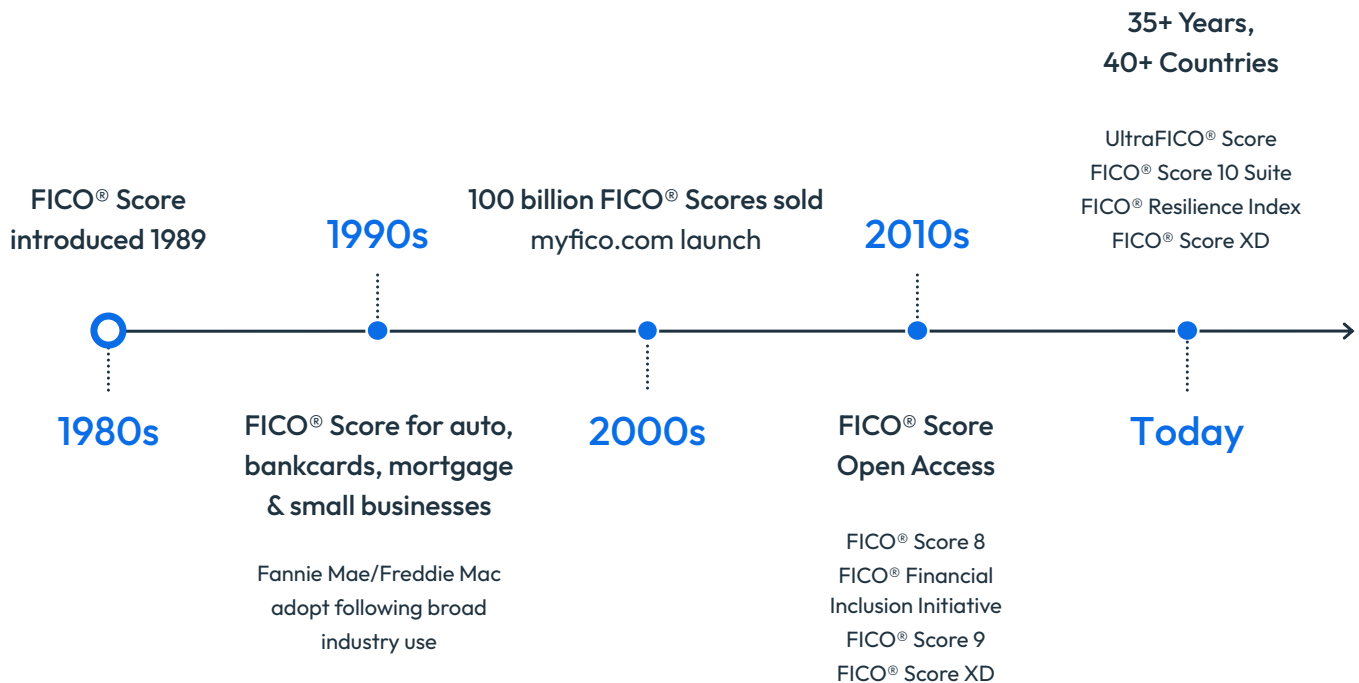 FICO® Score
introduced 1989
1980s
1990s
FICO® Score for auto,
bankcards, mortgage
& small businesses
Fannie Mae/Freddie Mac
adopt following broad
industry use
100 billion FICO® Scores sold
myfico.com launch
2000s
2010s
FICO® Score
Open Access
FICO® Score 8
FICO® Financial
Inclusion Initiative
FICO® Score 9
FICO® Score XD
35+ Years,
40+ Countries
UltraFICO® Score
FICO® Score 10 Suite
FICO® Resilience Index
FICO® Score XD
Today